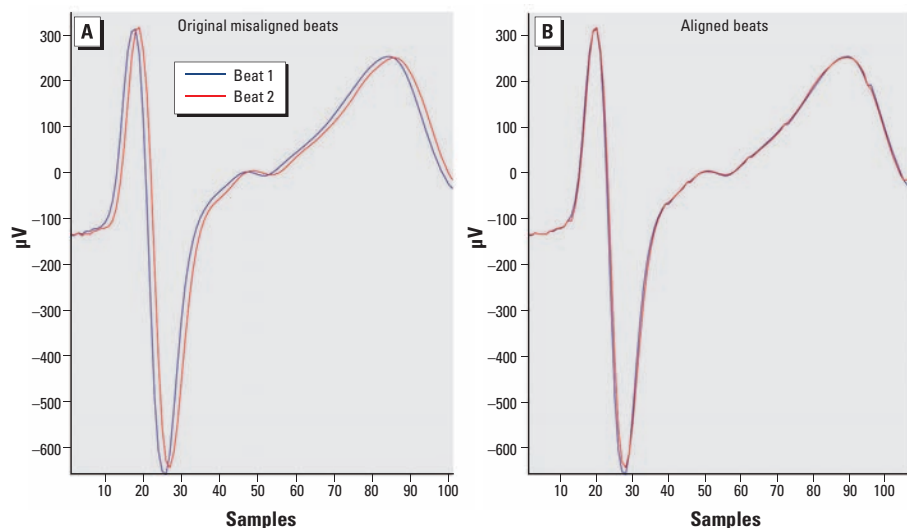 A
Original misaligned beats
Beat 1
Beat 2
300
200
100
0
–100
–200
–300
–400
–500
–600
µV
10 20 30 40 50 60 70 80 90 100
Samples
B
Aligned beats
300
200
100
0
–100
–200
–300
–400
–500
–600
µV
10 20 30 40 50 60 70 80 90 100
Samples